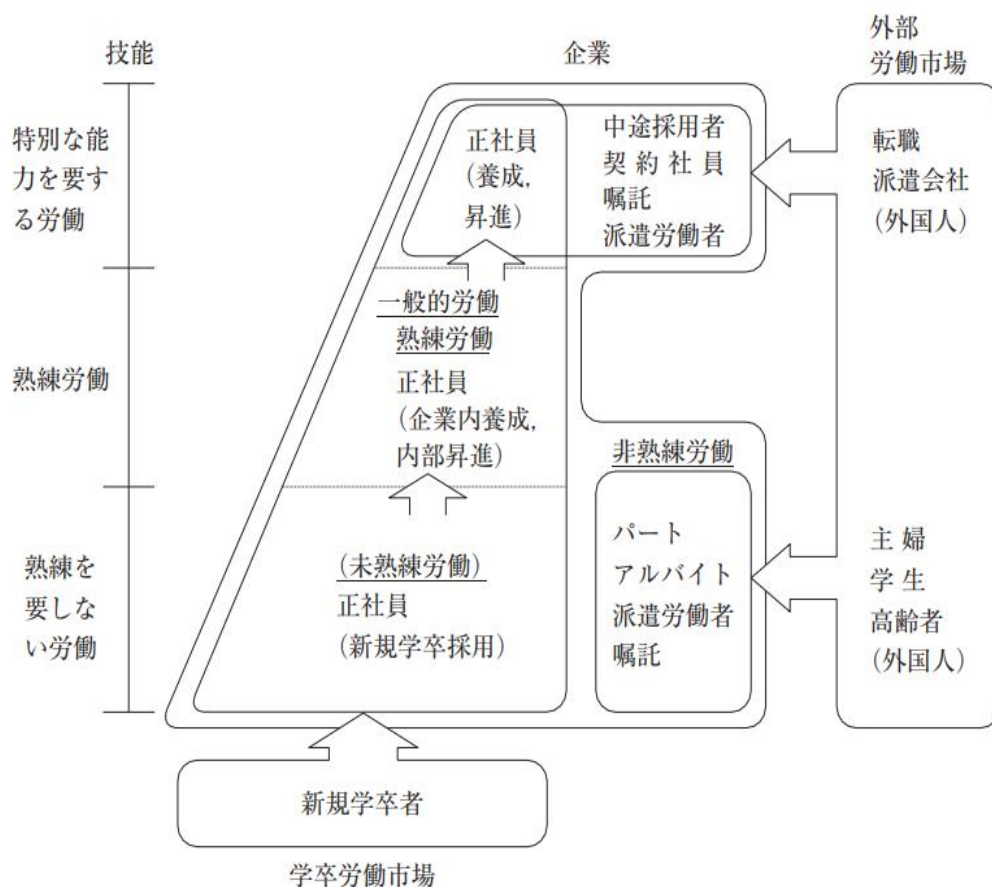 技能
企業
外部
労働市場
特別な能
力を要す
る労働
正社員
(養成,
昇進)
中途採用者
契約社員
嘱託
派遣労働者
転職
派遣会社
(外国人)
熟練労働
一般的労働
熟練労働
正社員
(企業内養成,
内部昇進)
非熟練労働
熟練を
要しな
い労働
(未熟練労働)
正社員
(新規学卒採用)
パート
アルバイト
派遣労働者
嘱託
主婦
学生
高齢者
(外国人)
新規学卒者
学卒労働市場